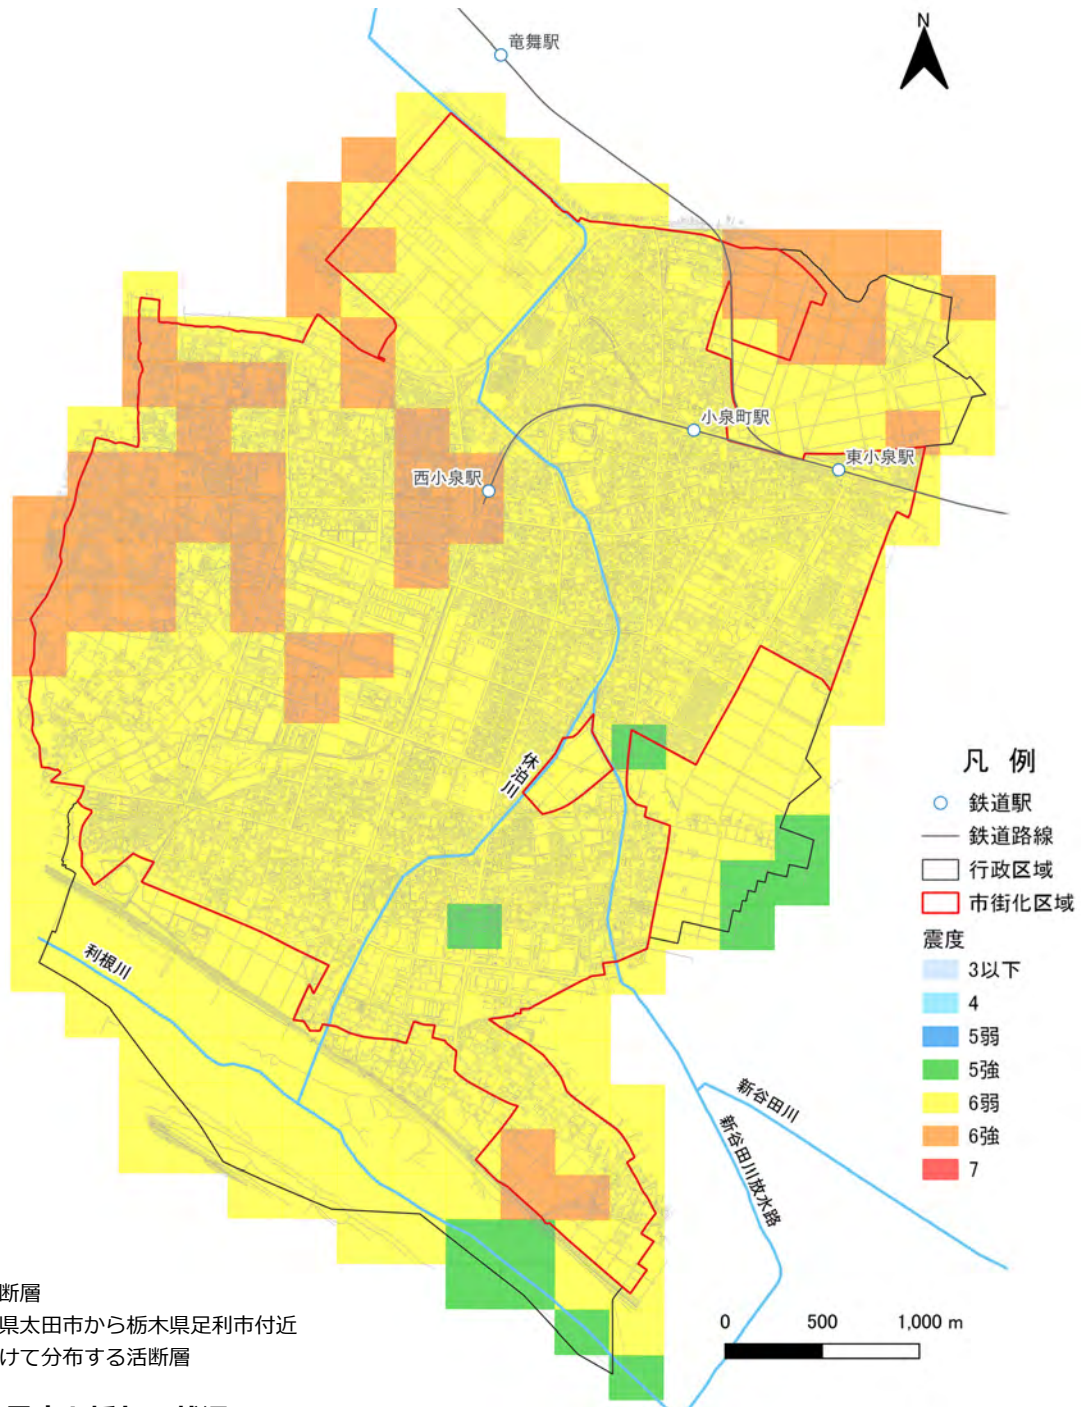 N
竜舞駅
小泉町駅
東小泉駅
西小泉駅
休泊川
利根川
新谷田川
新谷田川放水路
凡 例
鉄道駅
鉄道路線
行政区域
市街化区域
震度
3以下
4
5弱
5強
6弱
6強
7
0 500 1,000 m
断層
県太田市から栃木県足利市付近
けて分布する活断層